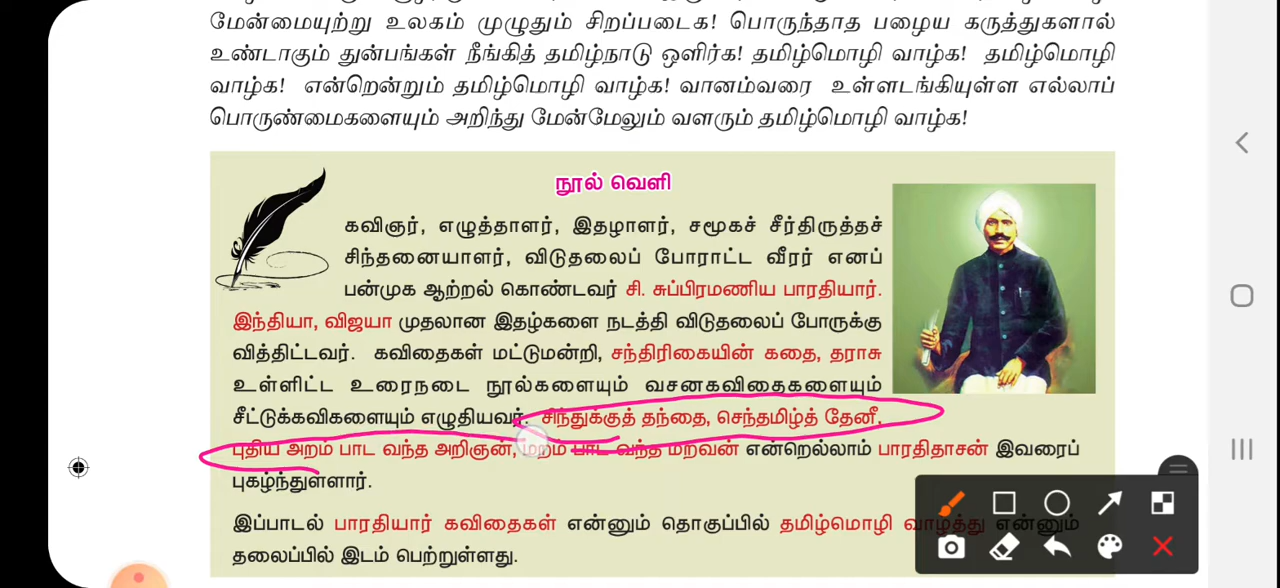 மேன்மையுற்று உலகம் முழுதும் சிறப்படைக! பொருந்தாத பழைய கருத்துகளால்
உண்டாகும் துன்பங்கள் நீங்கித் தமிழ்நாடு ஒளிர்க! தமிழ்மொழி வாழ்க! தமிழ்மொழி
வாழ்க! என்றென்றும் தமிழ்மொழி வாழ்க! வானம்வரை உள்ளடங்கியுள்ள எல்லாப்
பொருண்மைகளையும் அறிந்து மேன்மேலும் வளரும் தமிழ்மொழி வாழ்க!
நூல் வெளி
கவிஞர், எழுத்தாளர், இதழாளர், சமூகச் சீர்திருத்தச்
சிந்தனையாளர், விடுதலைப் போராட்ட வீரர் எனப்
பன்முக ஆற்றல் கொண்டவர் சி. சுப்பிரமணிய பாரதியார்.
இந்தியா, விஜயா முதலான இதழ்களை நடத்தி விடுதலைப் போருக்கு
வித்திட்டவர். கவிதைகள் மட்டுமன்றி, சந்திரிகையின் கதை, தராசு
உள்ளிட்ட உரைநடை நூல்களையும் வசனகவிதைகளையும்
சீட்டுக்கவிகளையும் எழுதியவர். சிந்துக்குத் தந்தை, செந்தமிழ்த் தேனீ,
புதிய அறம் பாட வந்த அறிஞன், மறம் பாட வந்த மறவன் என்றெல்லாம் பாரதிதாசன் இவரைப்
புகழ்ந்துள்ளார்.
இப்பாடல் பாரதியார் கவிதைகள் என்னும் தொகுப்பில் தமிழ்மொழி வாழ்த்து என்னும்
தலைப்பில் இடம் பெற்றுள்ளது.